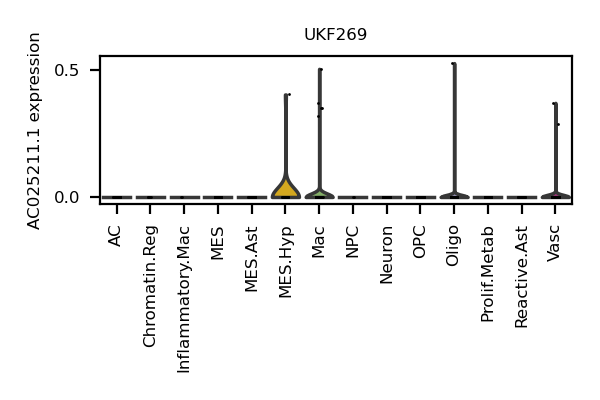 UKF269
AC025211.1 expression
0.5
0.0
AC
Chromatin.Reg
Inflammatory.Mac
MES
MES.Ast
MES.Hyp
Mac
NPC
Neuron
OPC
Oligo
Prolif.Metab
Reactive.Ast
Vasc